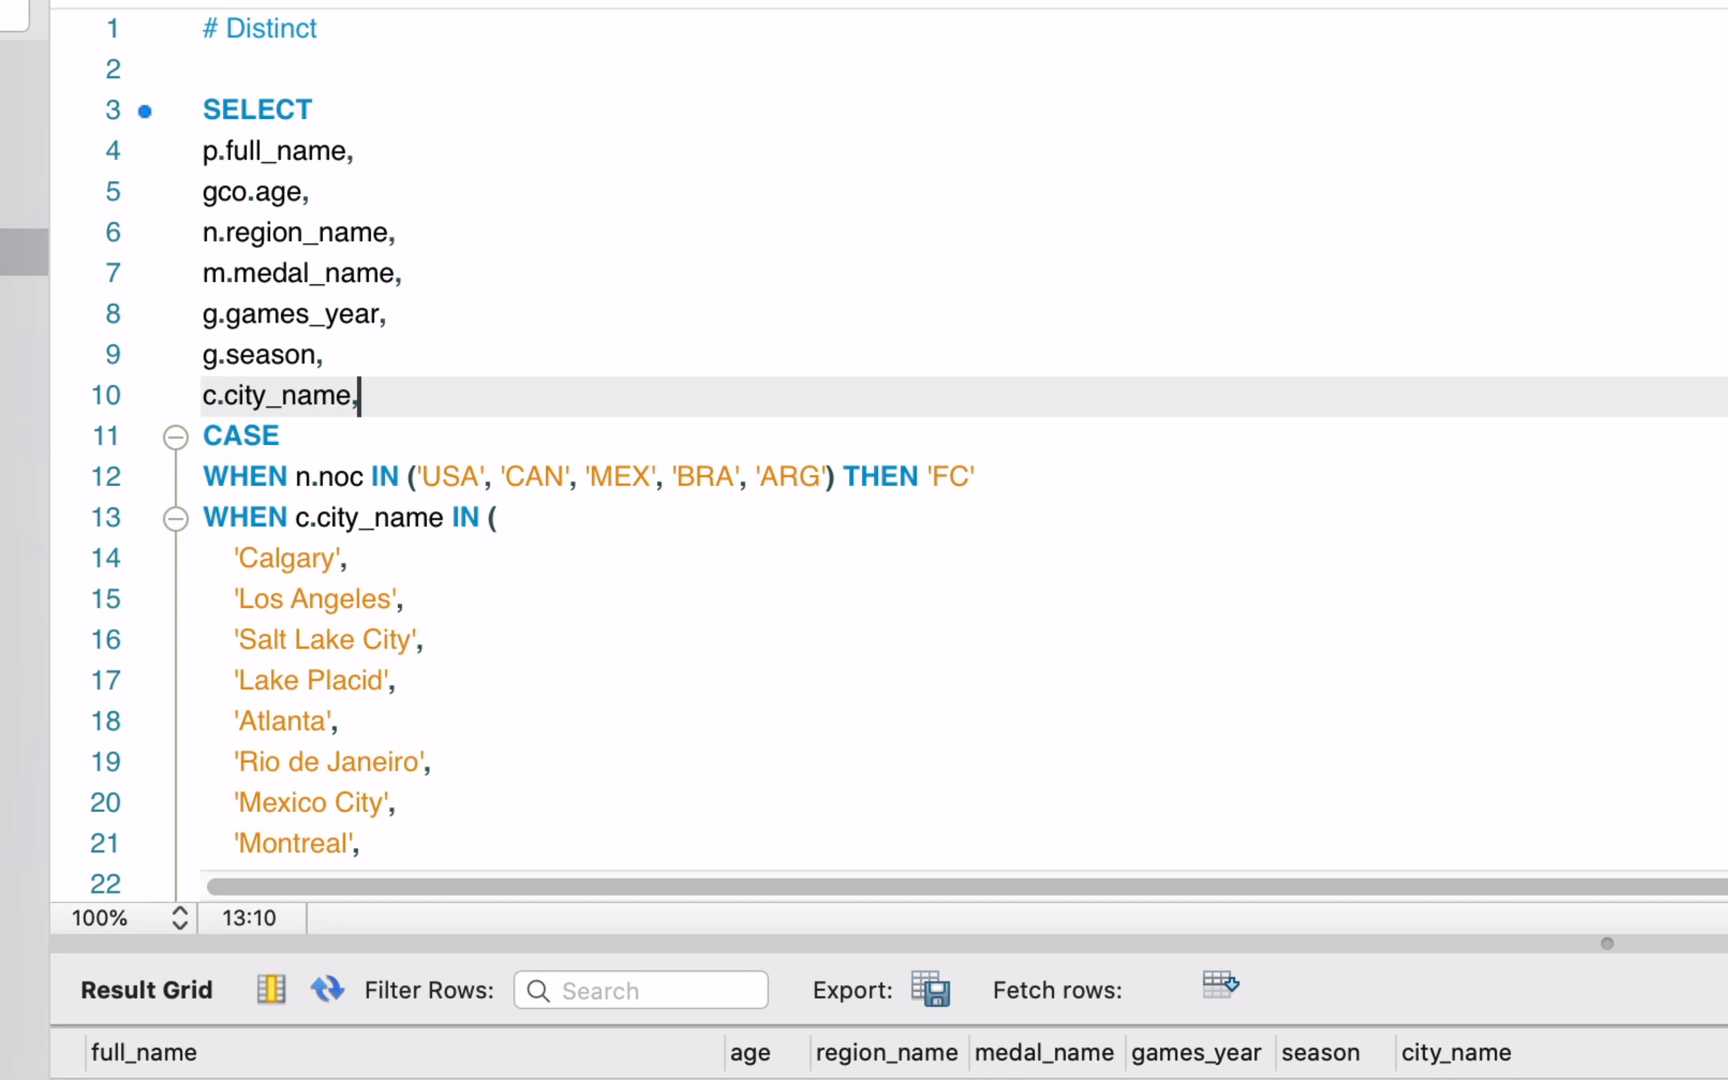 1 # Distinct
2
3 SELECT
4 p.full_name,
5 gco.age,
6 n.region_name,
7 m.medal_name,
8 g.games_year,
9 g.season,
10 c.city_name,
11 CASE
12 WHEN n.noc IN ('USA', 'CAN', 'MEX', 'BRA', 'ARG') THEN 'FC'
13 WHEN c.city_name IN (
14 'Calgary',
15 'Los Angeles',
16 'Salt Lake City',
17 'Lake Placid',
18 'Atlanta',
19 'Rio de Janeiro',
20 'Mexico City',
21 'Montreal',
22
100% 13:10
Result Grid Filter Rows: Search Export: Fetch rows:
full_name age region_name medal_name games_year season city_name